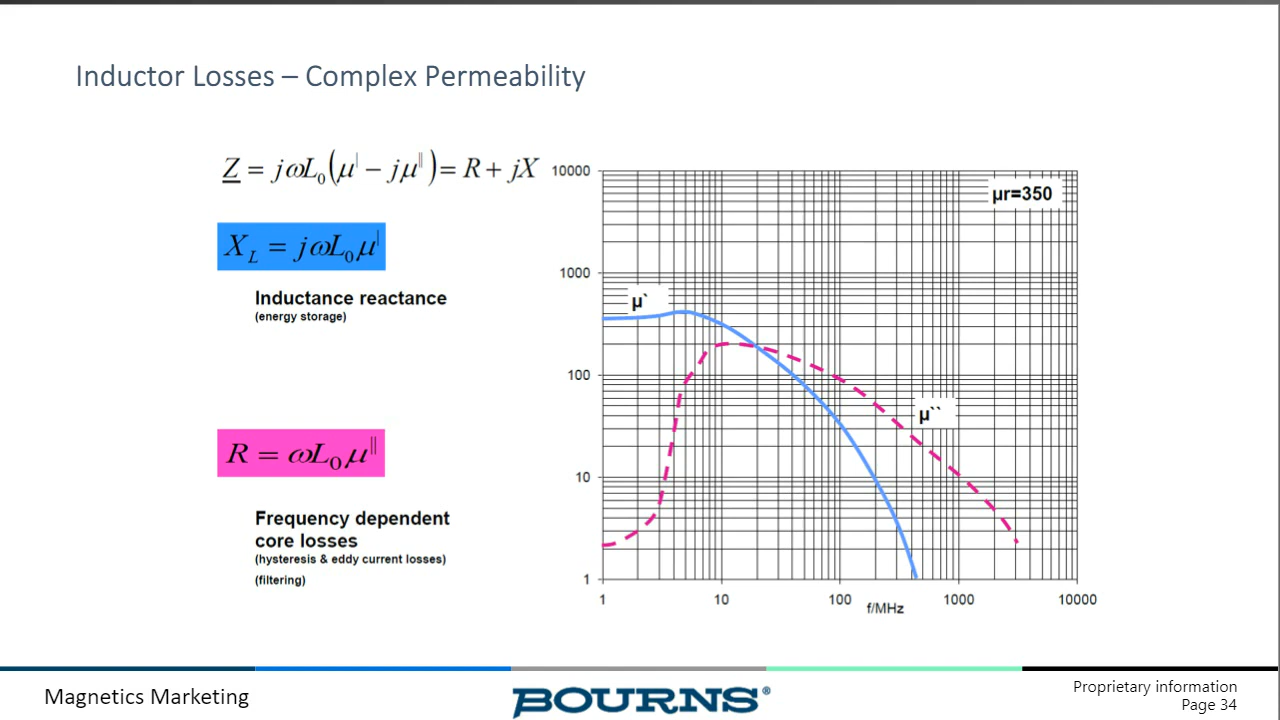 Inductor Losses – Complex Permeability
Z = jωL₀(μ| − jμ||) = R + jX
X_L = jωL₀μ|
Inductance reactance
(energy storage)
R = ωL₀μ||
Frequency dependent
core losses
(hysteresis & eddy current losses)
(filtering)
μr=350
10000
1000
100
10
1
μ`
μ``
1
10
100
1000
10000
f/MHz
Magnetics Marketing
BOURNS®
Proprietary information
Page 34